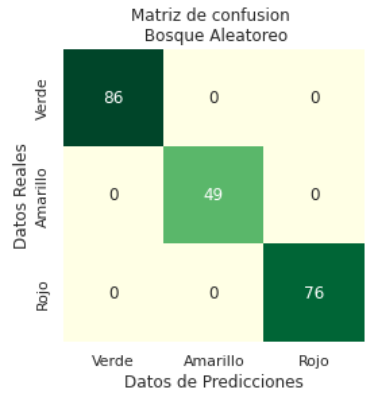 Matriz de confusion
Bosque Aleatoreo
Datos Reales
Verde
86 0 0
Amarillo
0 49 0
Rojo
0 0 76
Verde Amarillo Rojo
Datos de Predicciones